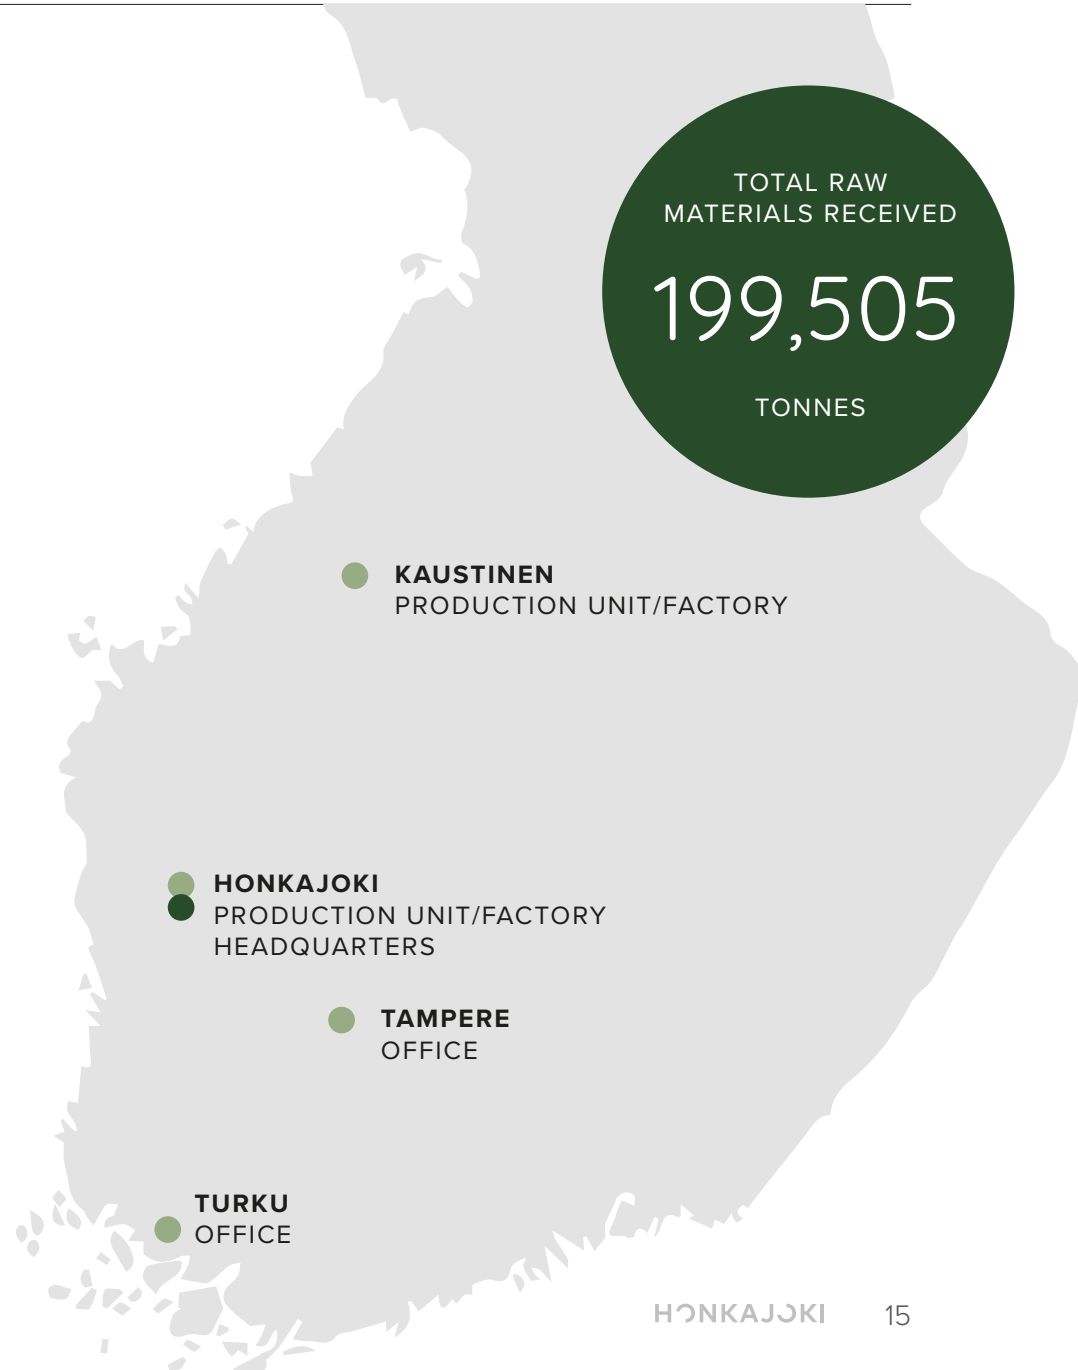 TOTAL RAW
MATERIALS RECEIVED
199,505
TONNES
KAUSTINEN
PRODUCTION UNIT/FACTORY
HONKAJOKI
PRODUCTION UNIT/FACTORY
HEADQUARTERS
TAMPERE
OFFICE
TURKU
OFFICE
HONKAJOKI 15